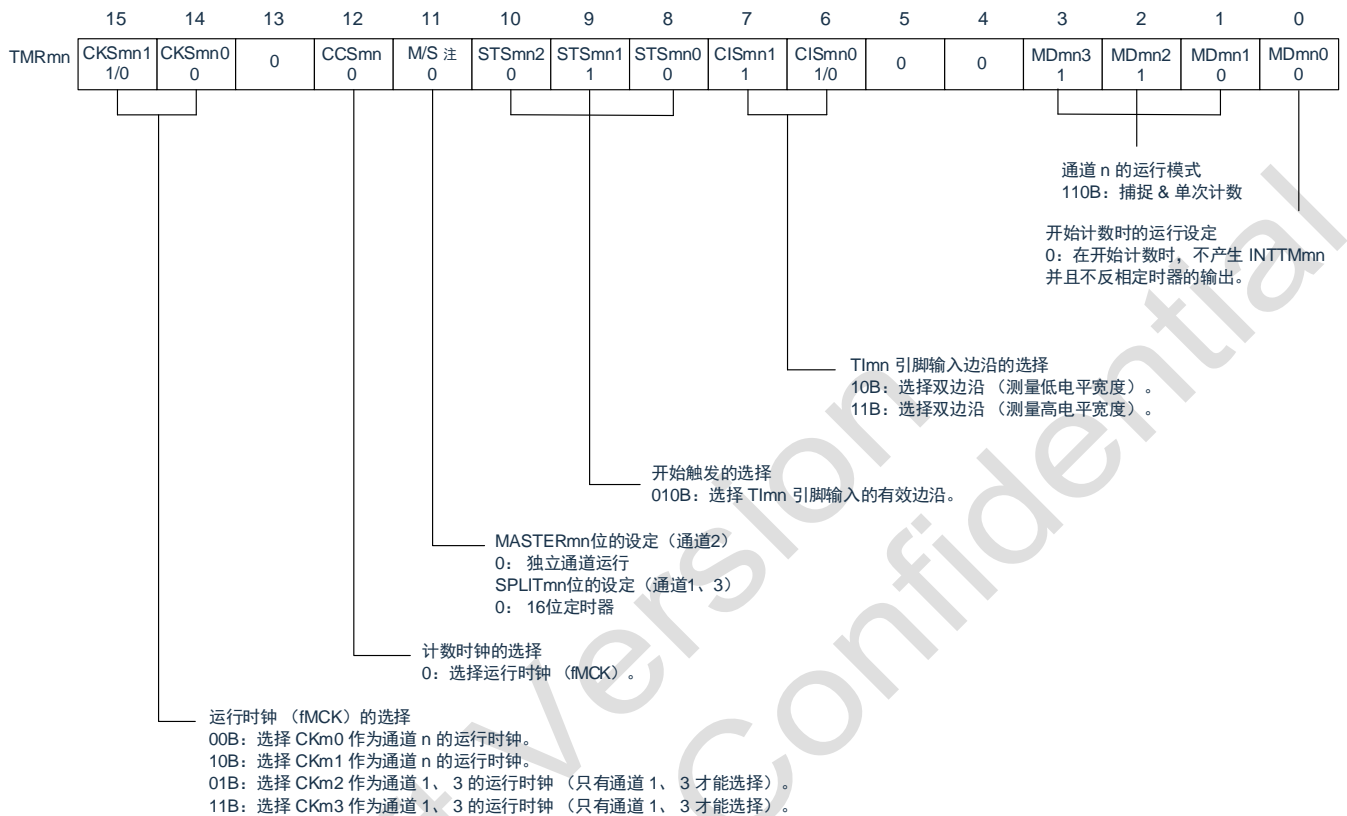 15 14 13 12 11 10 9 8 7 6 5 4 3 2 1 0
TMRmn CKSmn1 CKSmn0 0 CCSmn M/S 注 STSmn2 STSmn1 STSmn0 CISmn1 CISmn0 0 0 MDmn3 MDmn2 MDmn1 MDmn0
1/0 0 0 0 0 1 0 1 1/0 1 1 0 0
通道 n 的运行模式
110B：捕捉 & 单次计数
开始计数时的运行设定
0：在开始计数时，不产生 INTTMmn
并且不反相定时器的输出。
TImn 引脚输入边沿的选择
10B：选择双边沿 （测量低电平宽度）。
11B：选择双边沿 （测量高电平宽度）。
开始触发的选择
010B：选择 TImn 引脚输入的有效边沿。
MASTERmn位的设定（通道2）
0： 独立通道运行
SPLITmn位的设定（通道1、3）
0： 16位定时器
计数时钟的选择
0：选择运行时钟 （fMCK）。
运行时钟 （fMCK）的选择
00B：选择 CKm0 作为通道 n 的运行时钟。
10B：选择 CKm1 作为通道 n 的运行时钟。
01B：选择 CKm2 作为通道 1、 3 的运行时钟 （只有通道 1、 3 才能选择）。
11B：选择 CKm3 作为通道 1、 3 的运行时钟 （只有通道 1、 3 才能选择）。
Version
Confidential